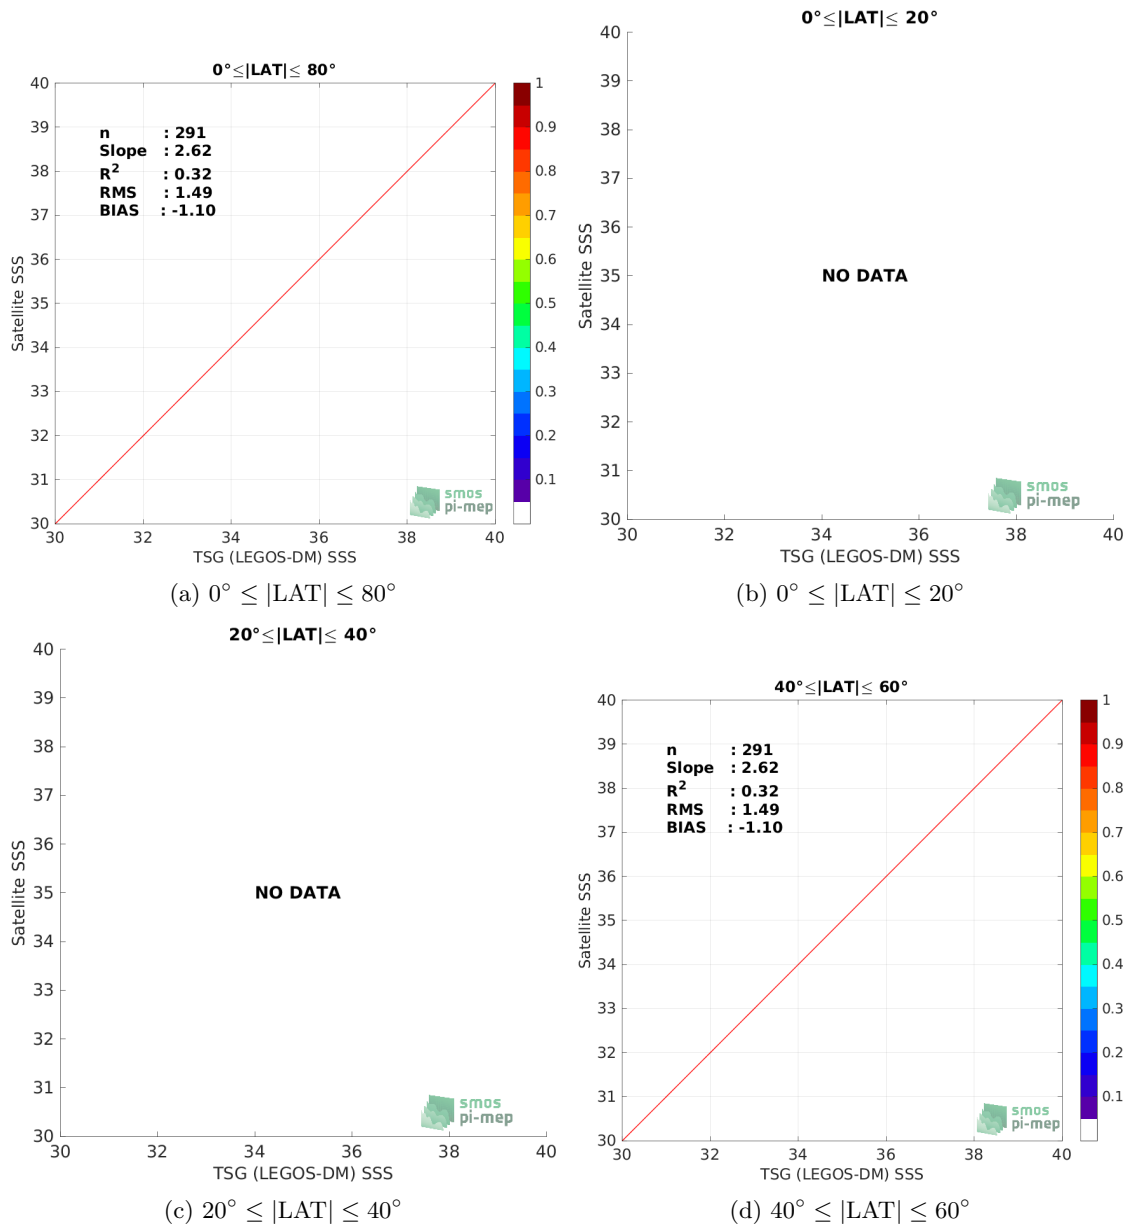 0°≤|LAT|≤ 80°
40
39
38
37
36
35
34
33
32
31
30
Satellite SSS
n : 291
Slope : 2.62
R² : 0.32
RMS : 1.49
BIAS : -1.10
smos
pi-mep
30 32 34 36 38 40
TSG (LEGOS-DM) SSS
1
0.9
0.8
0.7
0.6
0.5
0.4
0.3
0.2
0.1
(a) 0° ≤ |LAT| ≤ 80°
0°≤|LAT|≤ 20°
40
39
38
37
36
35
34
33
32
31
30
Satellite SSS
NO DATA
smos
pi-mep
30 32 34 36 38 40
TSG (LEGOS-DM) SSS
(b) 0° ≤ |LAT| ≤ 20°
20°≤|LAT|≤ 40°
40
39
38
37
36
35
34
33
32
31
30
Satellite SSS
NO DATA
smos
pi-mep
30 32 34 36 38 40
TSG (LEGOS-DM) SSS
(c) 20° ≤ |LAT| ≤ 40°
40°≤|LAT|≤ 60°
40
39
38
37
36
35
34
33
32
31
30
Satellite SSS
n : 291
Slope : 2.62
R² : 0.32
RMS : 1.49
BIAS : -1.10
smos
pi-mep
30 32 34 36 38 40
TSG (LEGOS-DM) SSS
1
0.9
0.8
0.7
0.6
0.5
0.4
0.3
0.2
0.1
(d) 40° ≤ |LAT| ≤ 60°